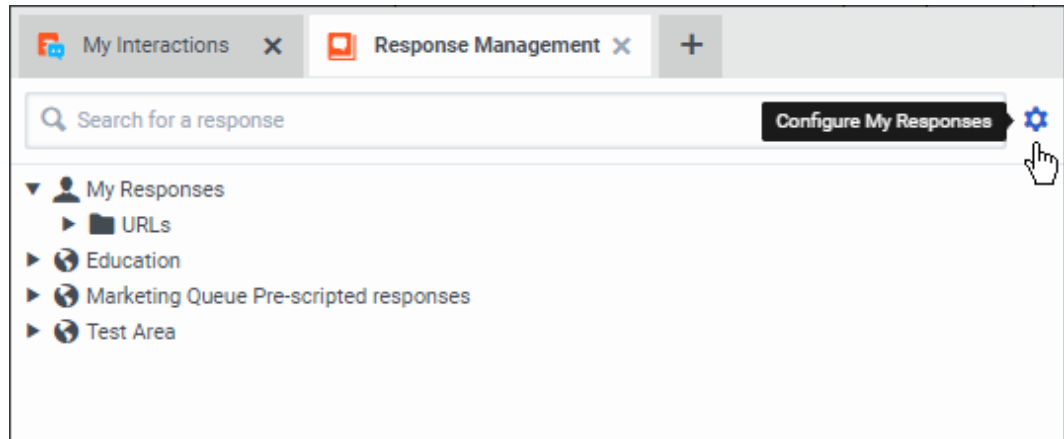 My Interactions
Response Management
Search for a response
Configure My Responses
My Responses
URLs
Education
Marketing Queue Pre-scripted responses
Test Area